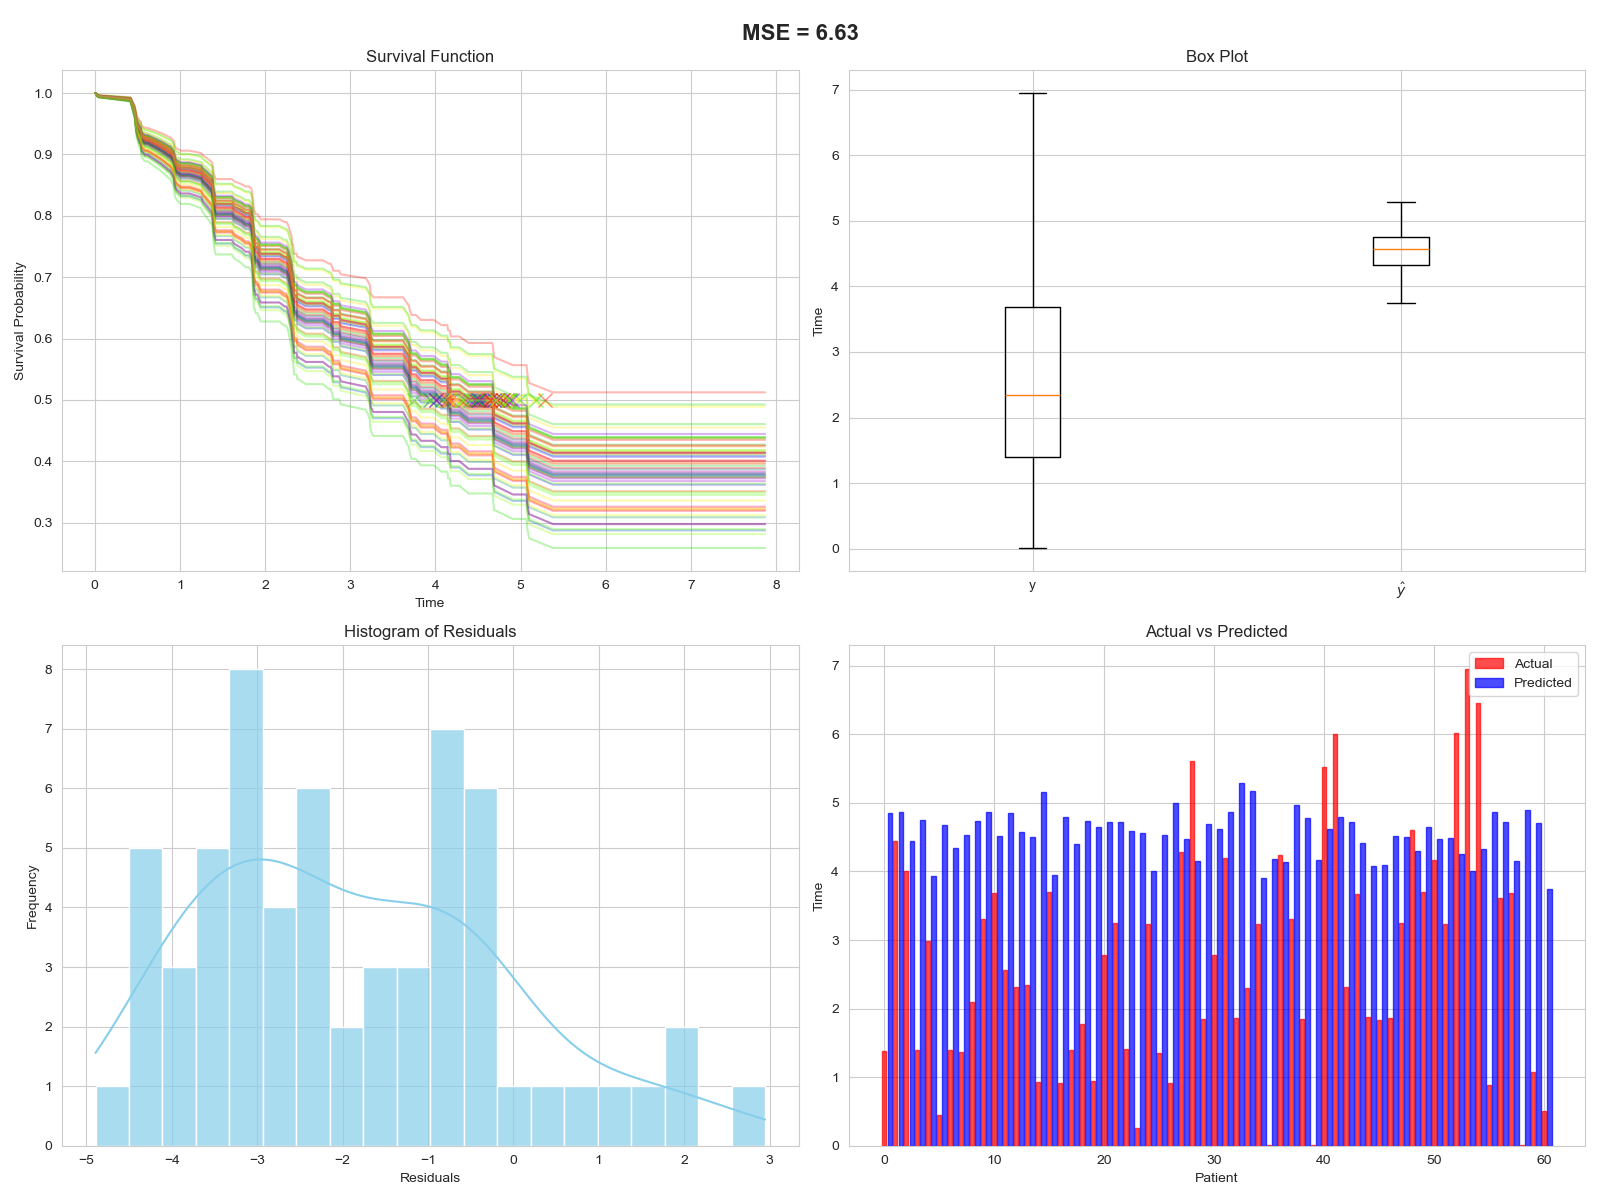 MSE = 6.63
Survival Function
Survival Probability
1.0
0.9
0.8
0.7
0.6
0.5
0.4
0.3
0 1 2 3 4 5 6 7 8
Time
Box Plot
Time
7
6
5
4
3
2
1
0
y ŷ
Histogram of Residuals
Frequency
8
7
6
5
4
3
2
1
0
−5 −4 −3 −2 −1 0 1 2 3
Residuals
Actual vs Predicted
Time
7
6
5
4
3
2
1
0
Actual
Predicted
0 10 20 30 40 50 60
Patient